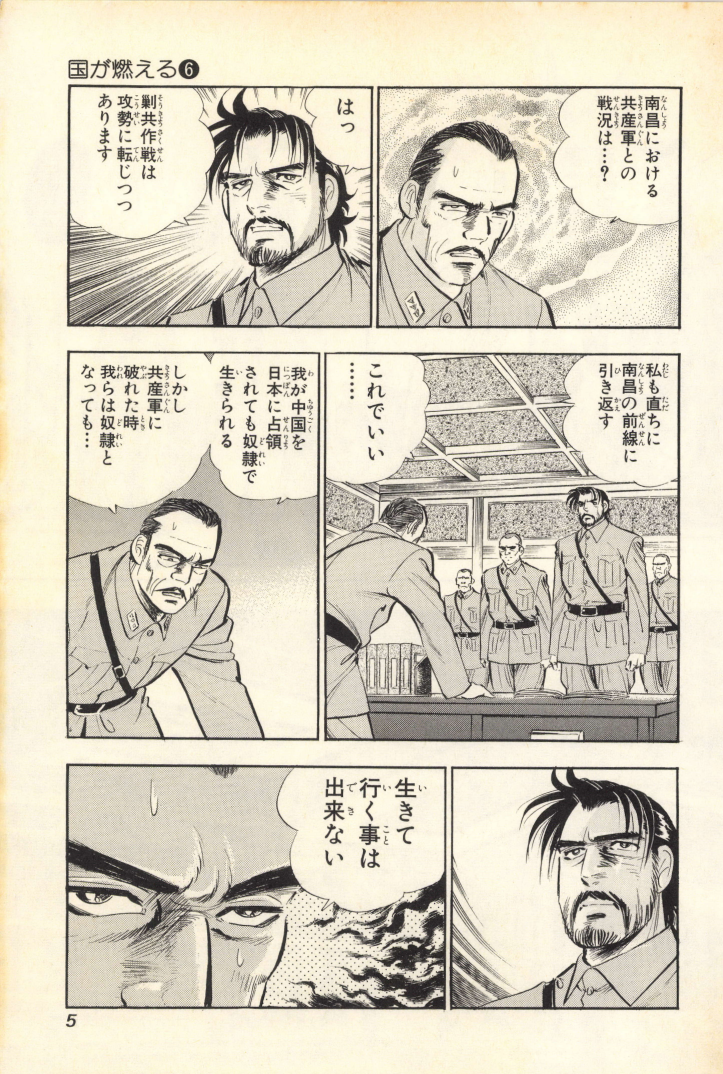 国が燃える❻
南昌における
共産軍との
戦況は…?
はっ
剿共作戦は
攻勢に転じつつ
あります
私も直ちに
南昌の前線に
引き返す
これでいい
……
我が中国を
日本に占領
されても奴隷で
生きられる
しかし
共産軍に
破れた時
我らは奴隷と
なっても…
生きて
行く事は
出来ない
5